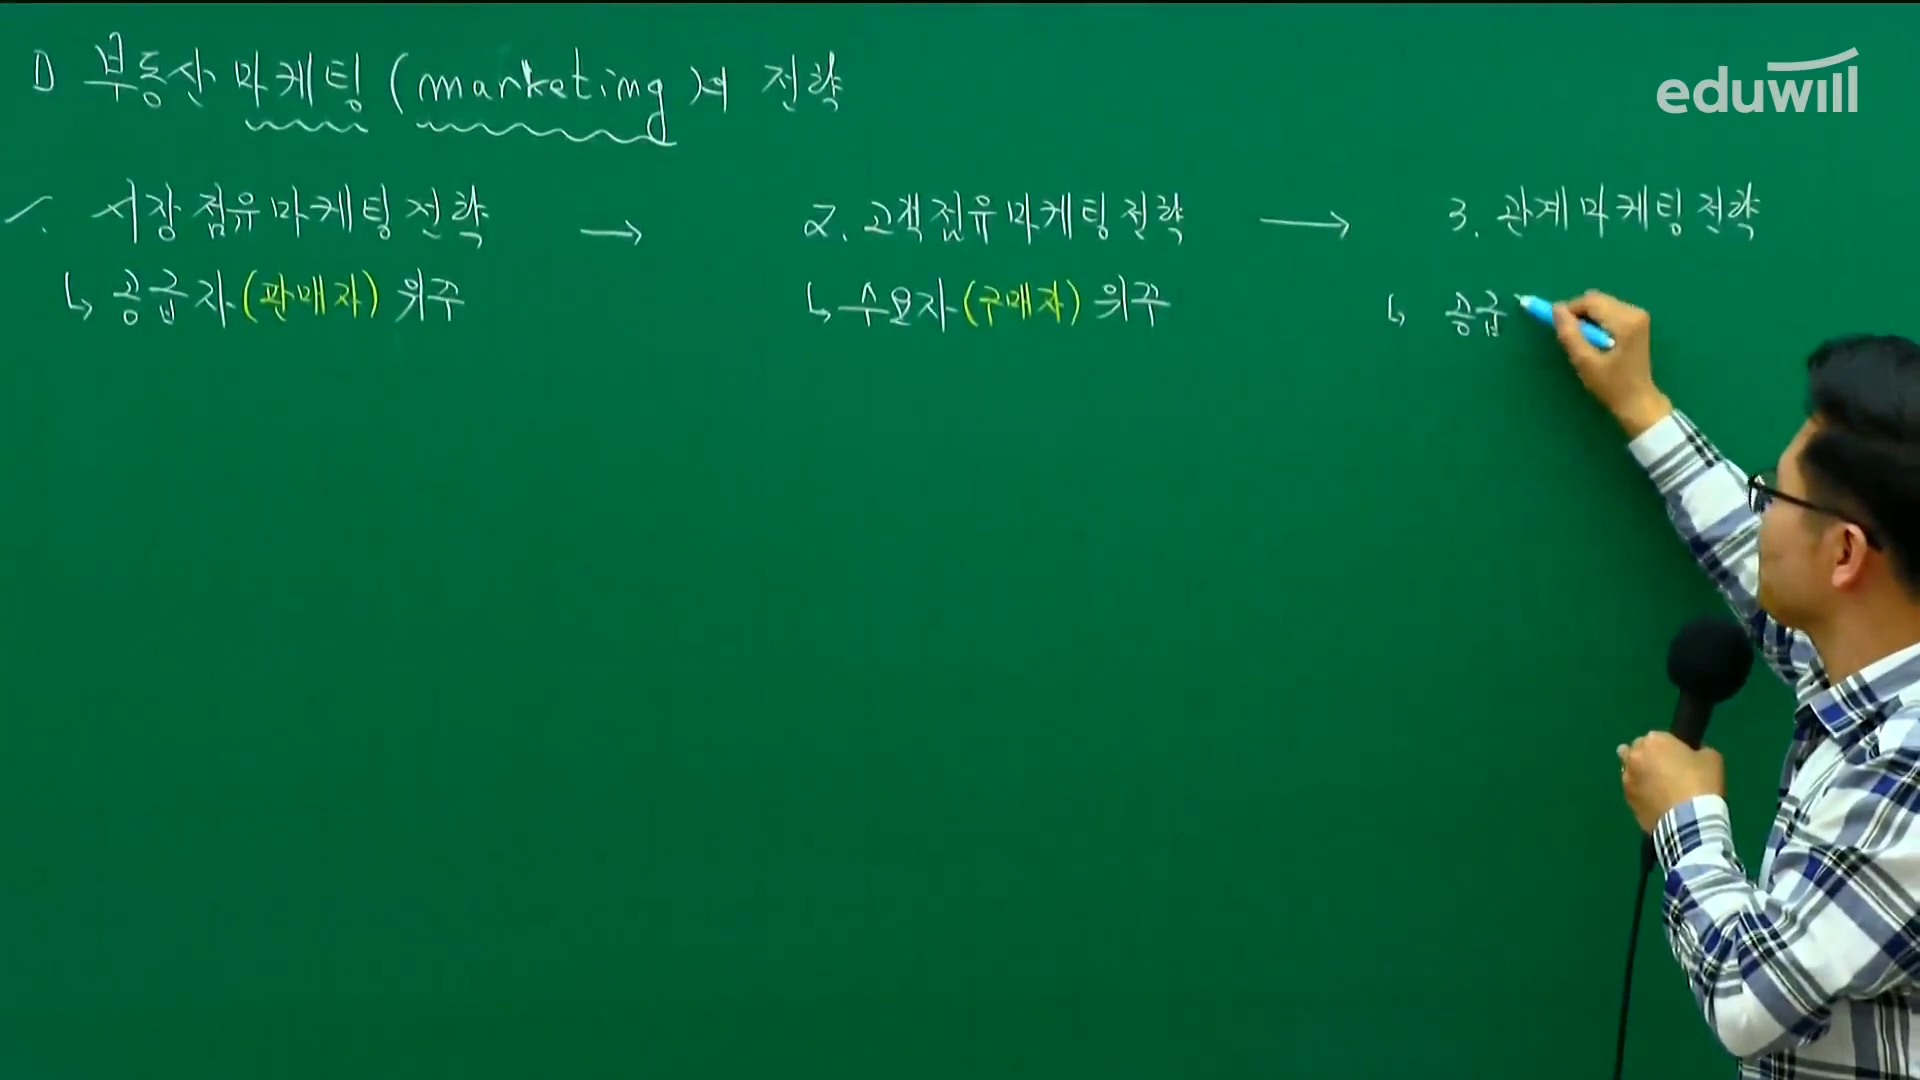 eduwill
1) 부동산 마케팅 (marketing)의 전략
1. 시장점유마케팅전략 → 2. 고객점유마케팅전략 → 3. 관계마케팅전략
↳ 공급자(판매자) 위주 ↳ 수요자(구매자) 위주 ↳ 공급